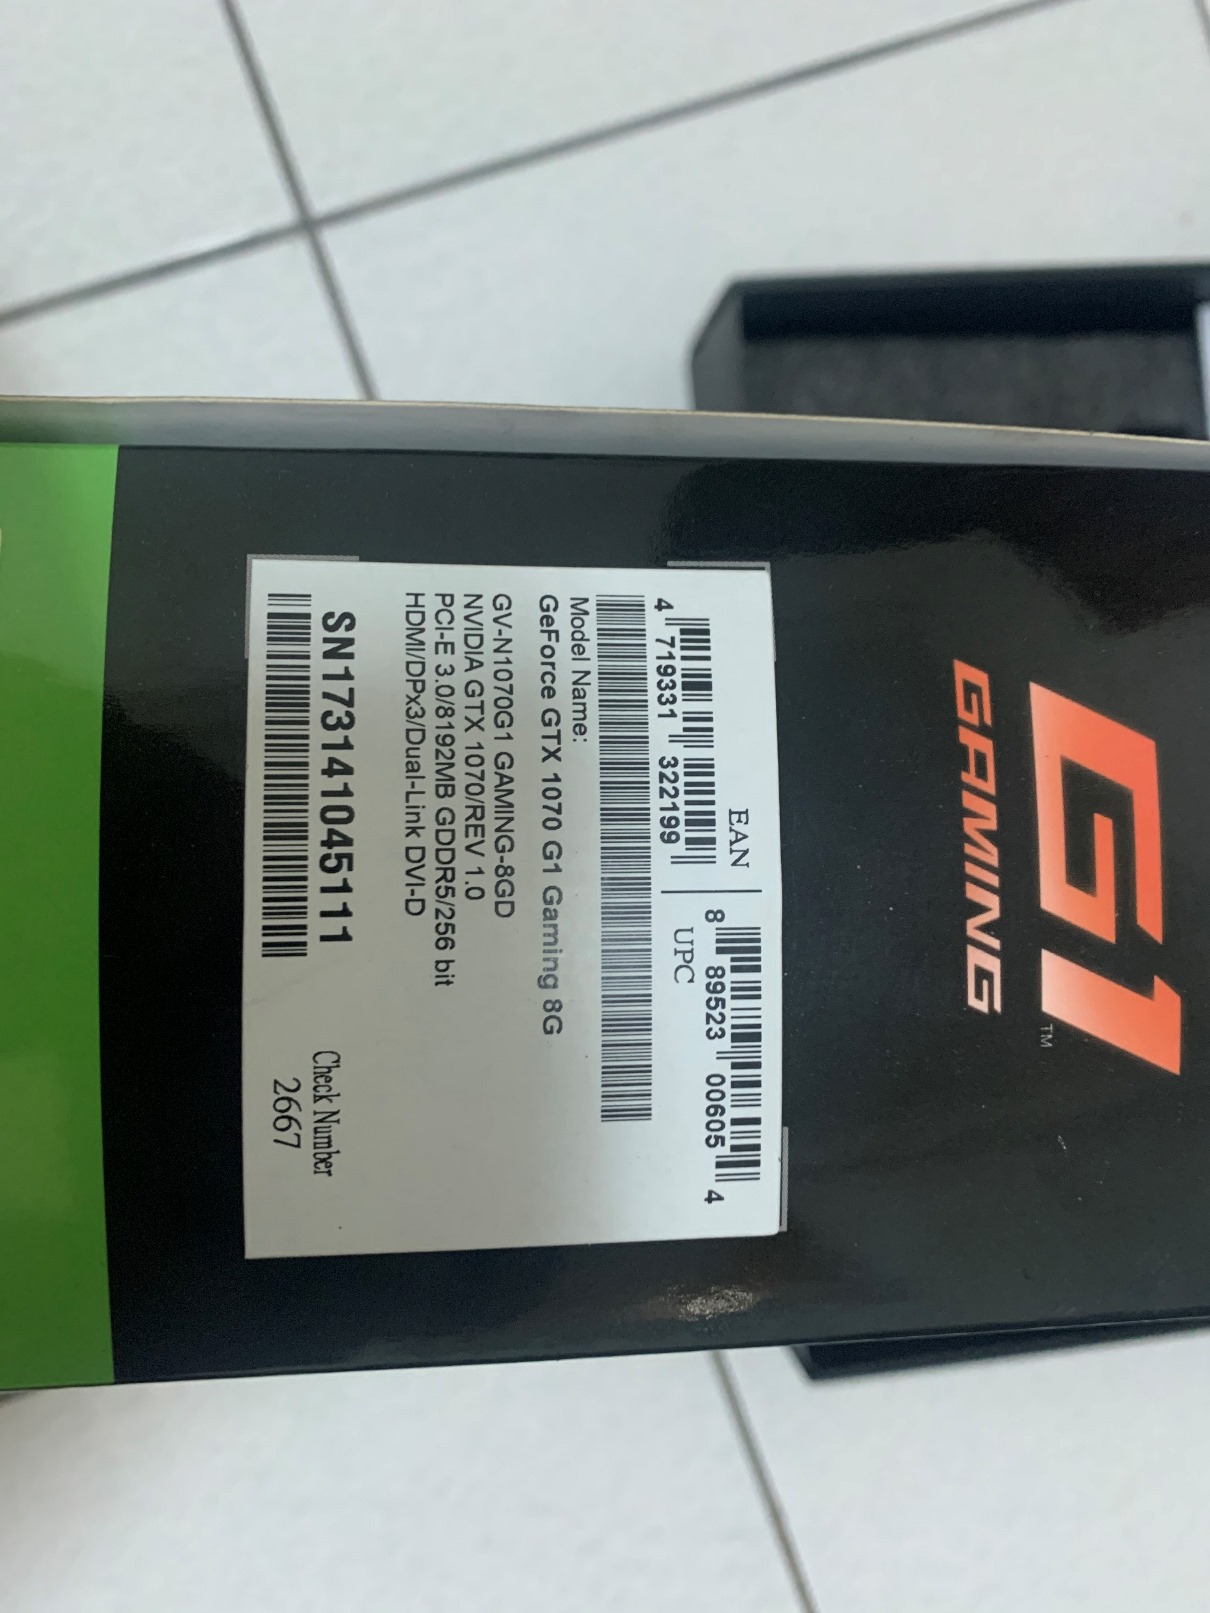 G1™
GAMING
EAN
8 89523 00605 4
4 719331 322199
UPC
Model Name:
GeForce GTX 1070 G1 Gaming 8G
GV-N1070G1 GAMING-8GD
NVIDIA GTX 1070/REV 1.0
PCI-E 3.0/8192MB GDDR5/256 bit
HDMI/DPx3/Dual-Link DVI-D
SN173141045111
Check Number
2667